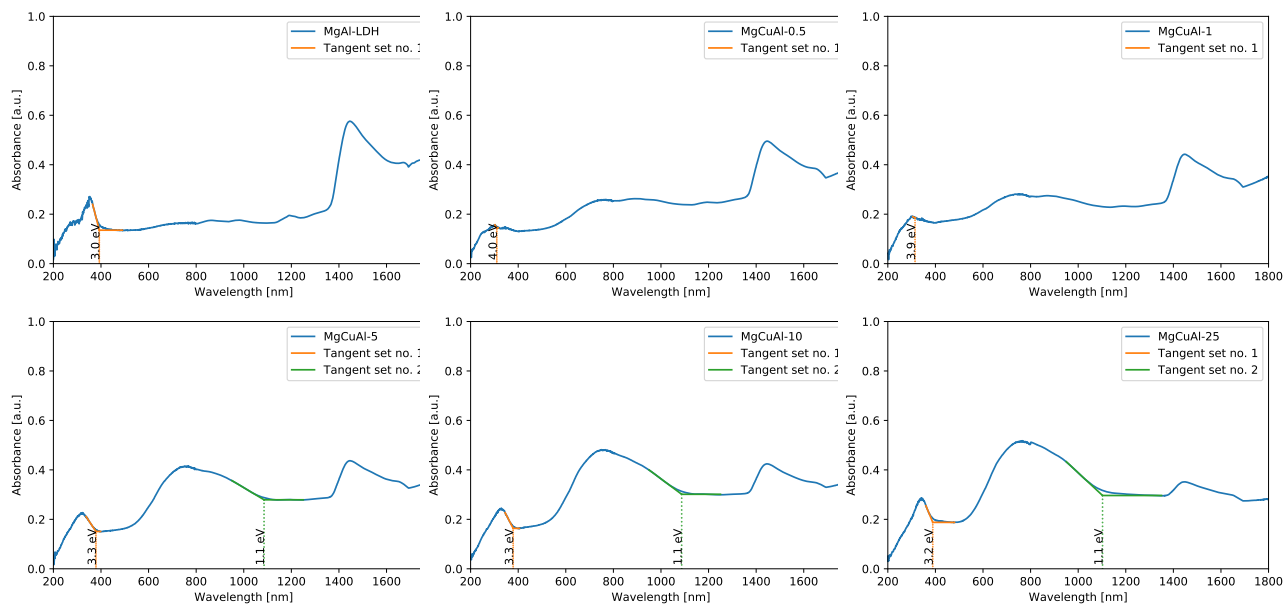 MgAl-LDH
Tangent set no. 1
Absorbance [a.u.]
1.0
0.8
0.6
0.4
0.2
0.0
3.0 eV
200 400 600 800 1000 1200 1400 1600
Wavelength [nm]
MgCuAl-0.5
Tangent set no. 1
Absorbance [a.u.]
1.0
0.8
0.6
0.4
0.2
0.0
4.0 eV
200 400 600 800 1000 1200 1400 1600
Wavelength [nm]
MgCuAl-1
Tangent set no. 1
Absorbance [a.u.]
1.0
0.8
0.6
0.4
0.2
0.0
3.9 eV
200 400 600 800 1000 1200 1400 1600 1800
Wavelength [nm]
MgCuAl-5
Tangent set no. 1
Tangent set no. 2
Absorbance [a.u.]
1.0
0.8
0.6
0.4
0.2
0.0
3.3 eV
1.1 eV
200 400 600 800 1000 1200 1400 1600
Wavelength [nm]
MgCuAl-10
Tangent set no. 1
Tangent set no. 2
Absorbance [a.u.]
1.0
0.8
0.6
0.4
0.2
0.0
3.3 eV
1.1 eV
200 400 600 800 1000 1200 1400 1600
Wavelength [nm]
MgCuAl-25
Tangent set no. 1
Tangent set no. 2
Absorbance [a.u.]
1.0
0.8
0.6
0.4
0.2
0.0
3.2 eV
1.1 eV
200 400 600 800 1000 1200 1400 1600 1800
Wavelength [nm]